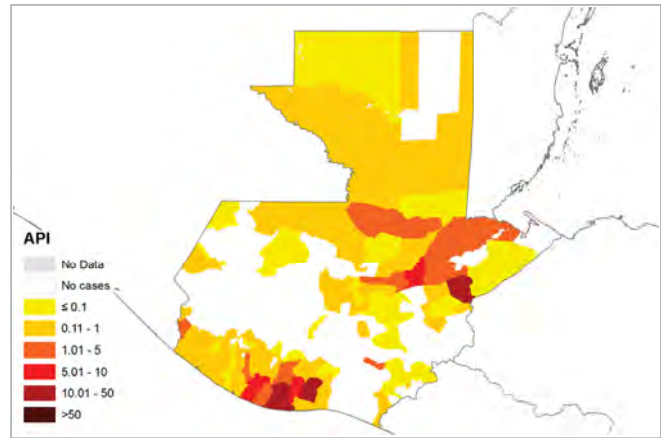 API
No Data
No cases
≤ 0.1
0.11 - 1
1.01 - 5
5.01 - 10
10.01 - 50
>50